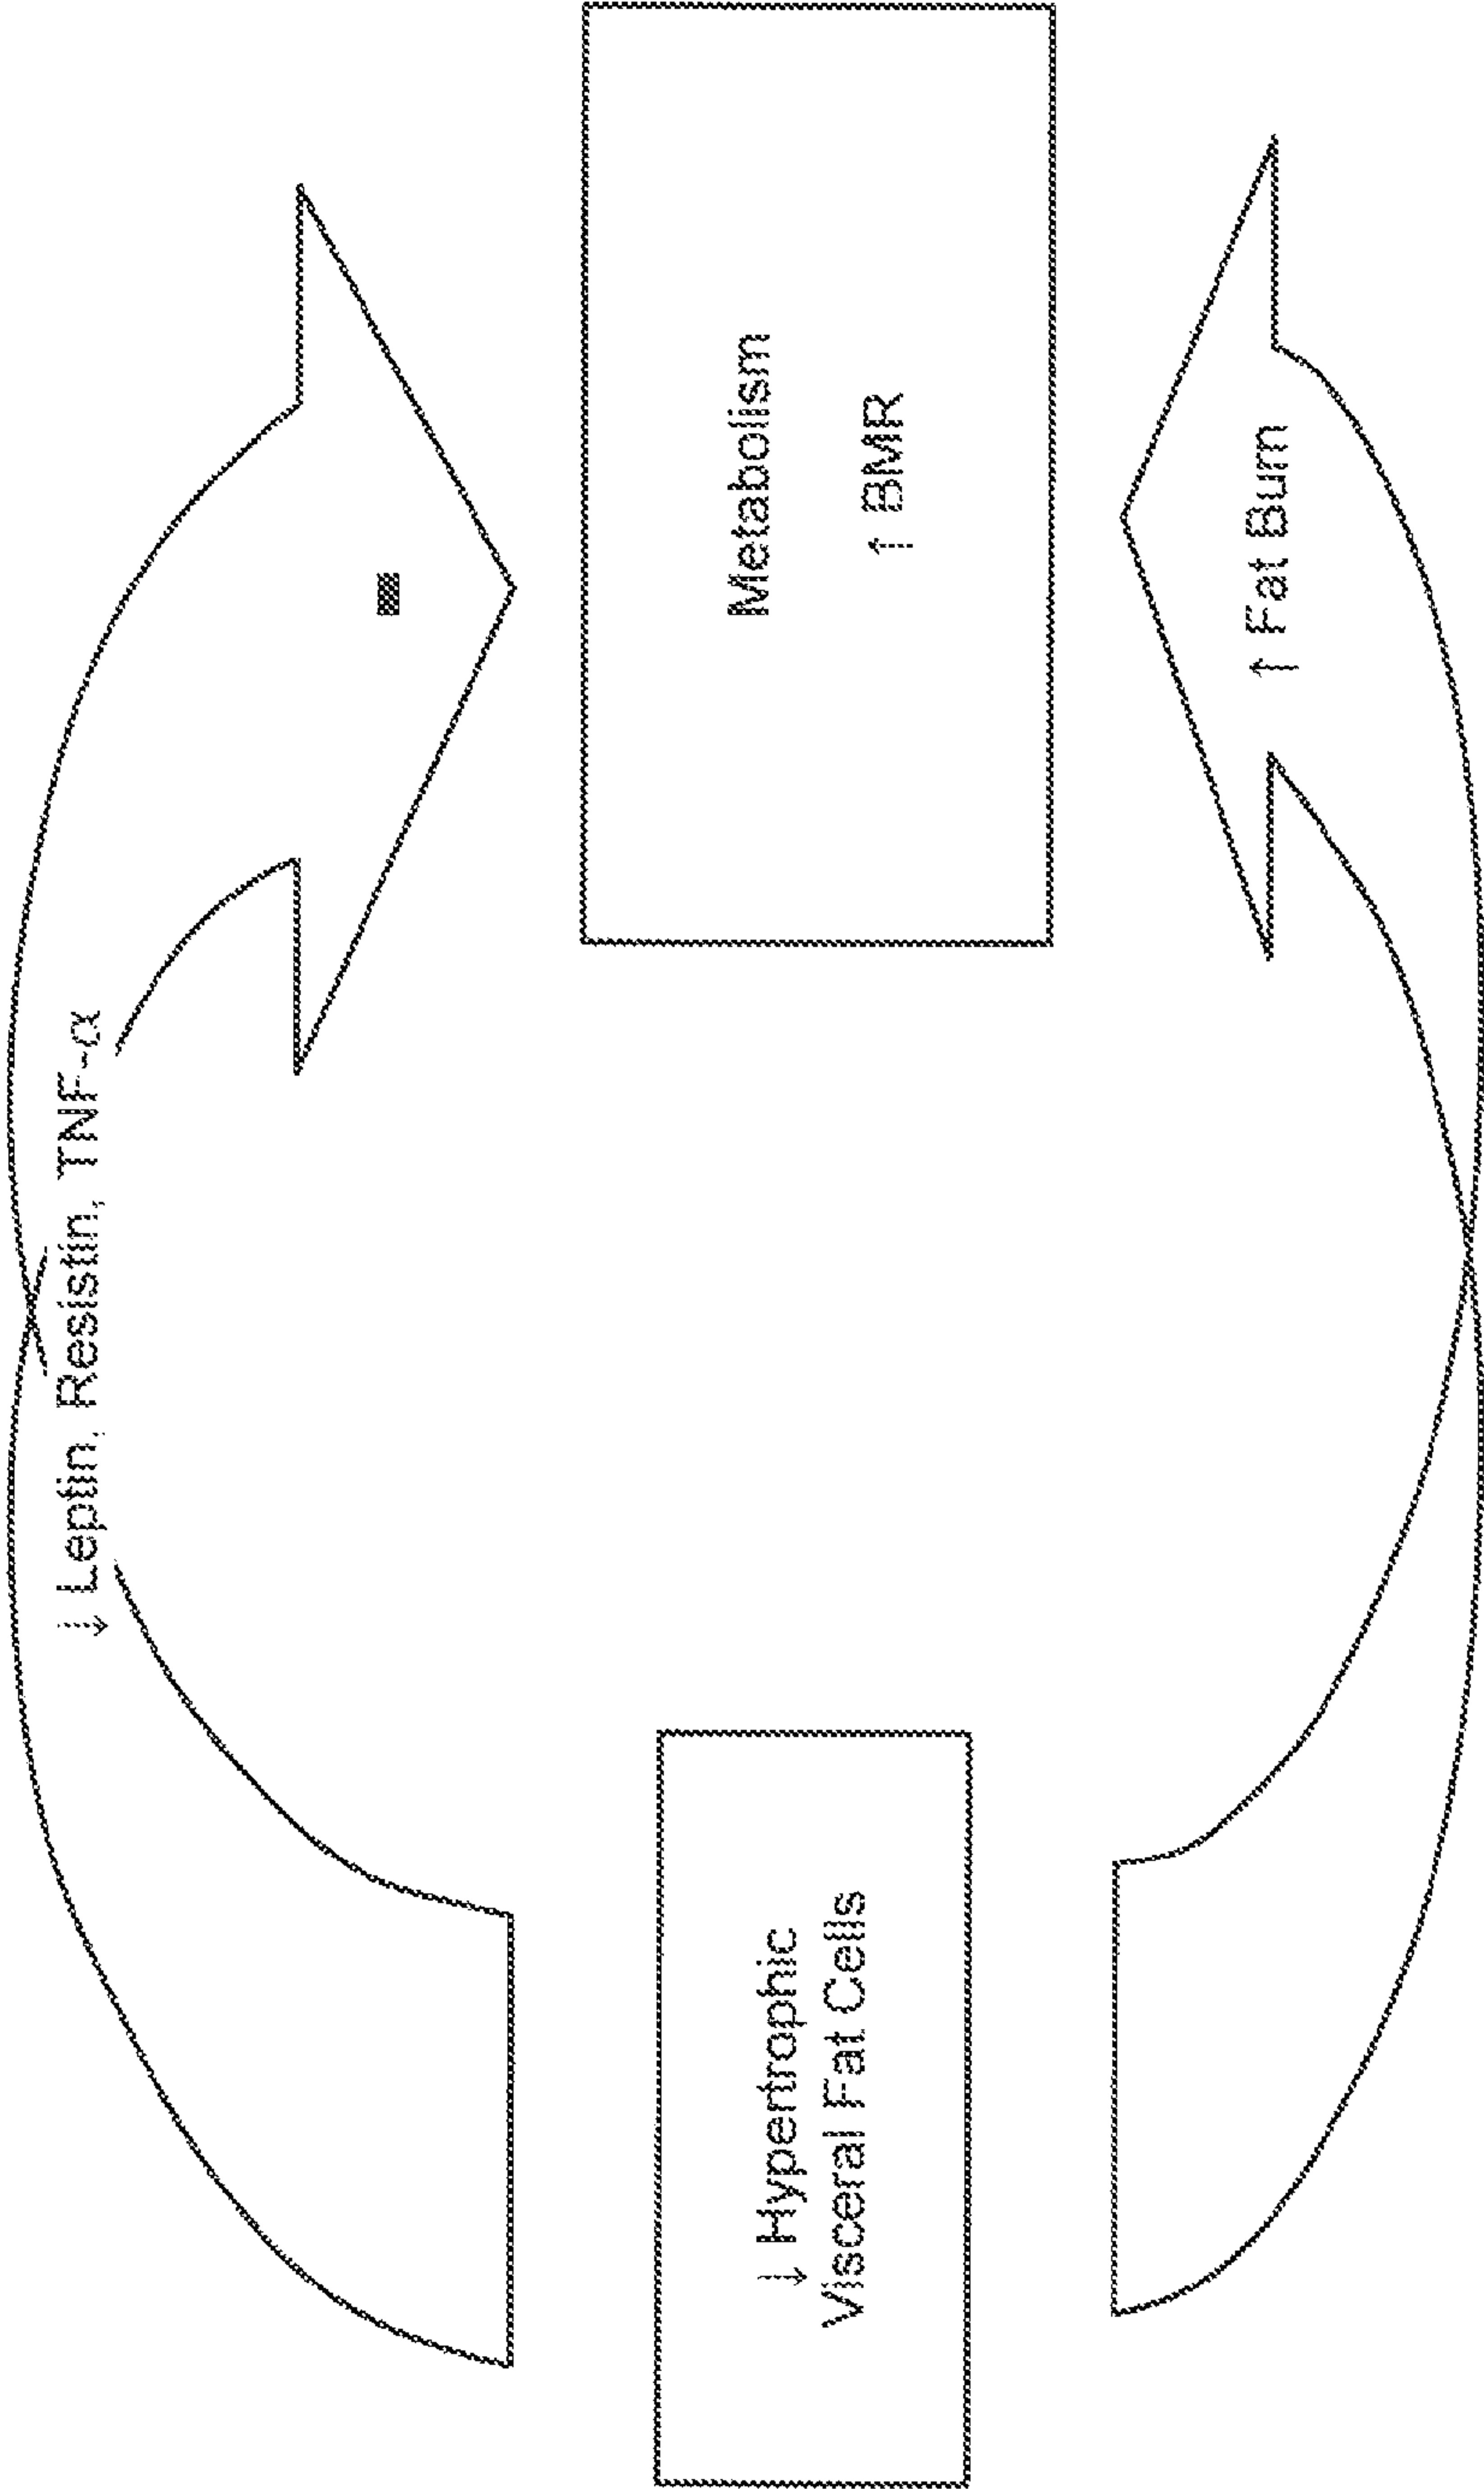 ↓ Leptin, Resistin, TNF-α
-
↓ Hypertrophic
Visceral Fat Cells
Metabolism
↑ BMR
↑ Fat Burn